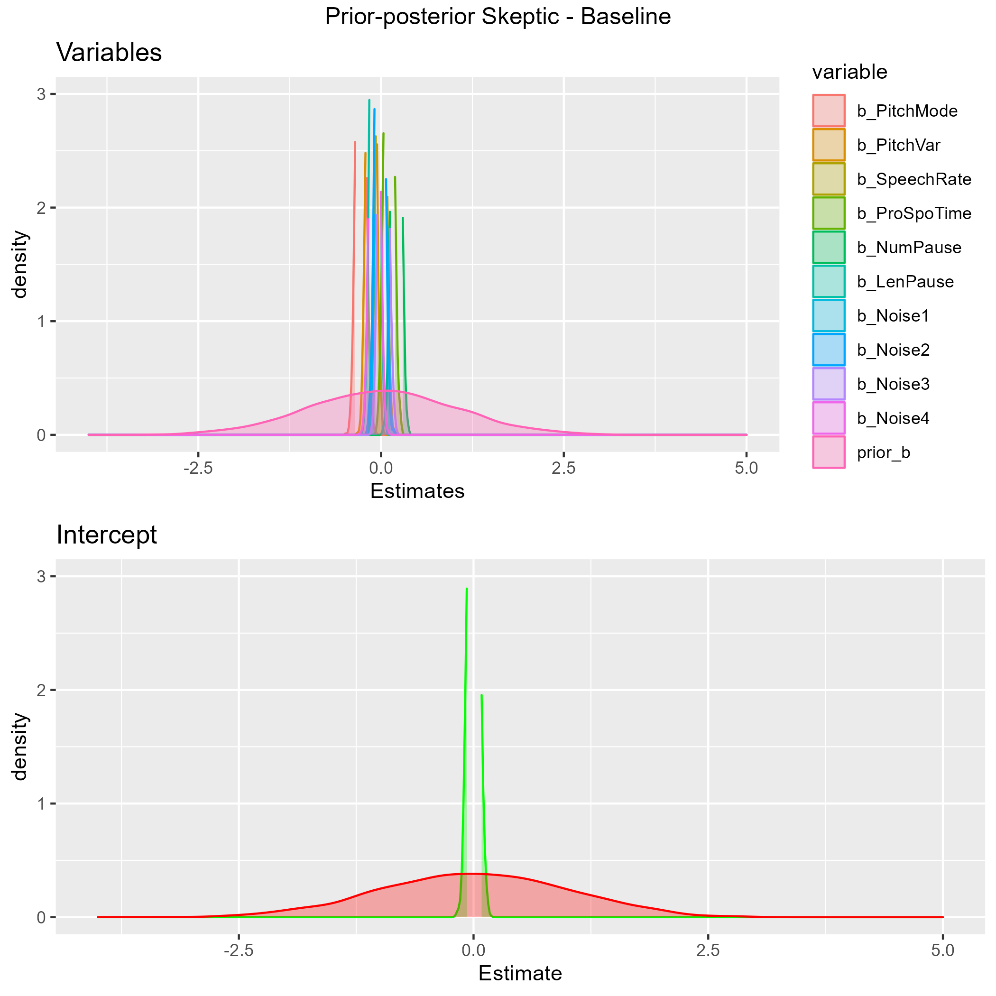 Prior-posterior Skeptic - Baseline
Variables
3
2
1
0
density
-2.5
0.0
2.5
5.0
Estimates
variable
b_PitchMode
b_PitchVar
b_SpeechRate
b_ProSpoTime
b_NumPause
b_LenPause
b_Noise1
b_Noise2
b_Noise3
b_Noise4
prior_b
Intercept
3
2
1
0
density
-2.5
0.0
2.5
5.0
Estimate